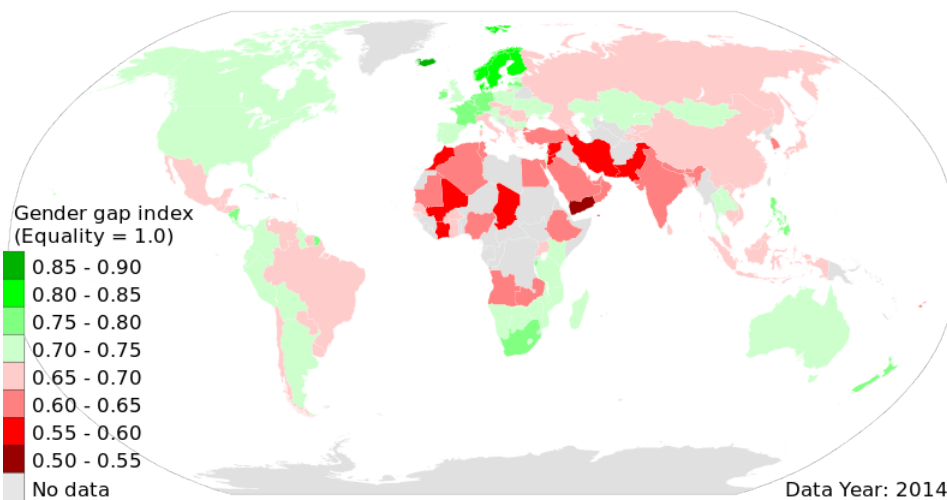 Gender gap index
(Equality = 1.0)
0.85 - 0.90
0.80 - 0.85
0.75 - 0.80
0.70 - 0.75
0.65 - 0.70
0.60 - 0.65
0.55 - 0.60
0.50 - 0.55
No data
Data Year: 2014